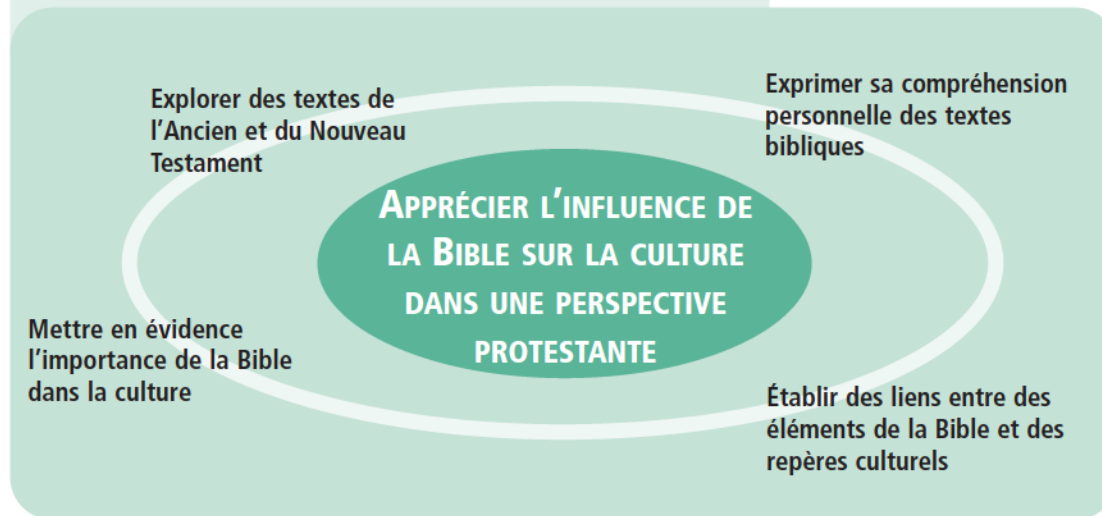 Explorer des textes de
l’Ancien et du Nouveau
Testament
Exprimer sa compréhension
personnelle des textes
bibliques
APPRÉCIER L’INFLUENCE DE
LA BIBLE SUR LA CULTURE
DANS UNE PERSPECTIVE
PROTESTANTE
Mettre en évidence
l’importance de la Bible
dans la culture
Établir des liens entre des
éléments de la Bible et des
repères culturels